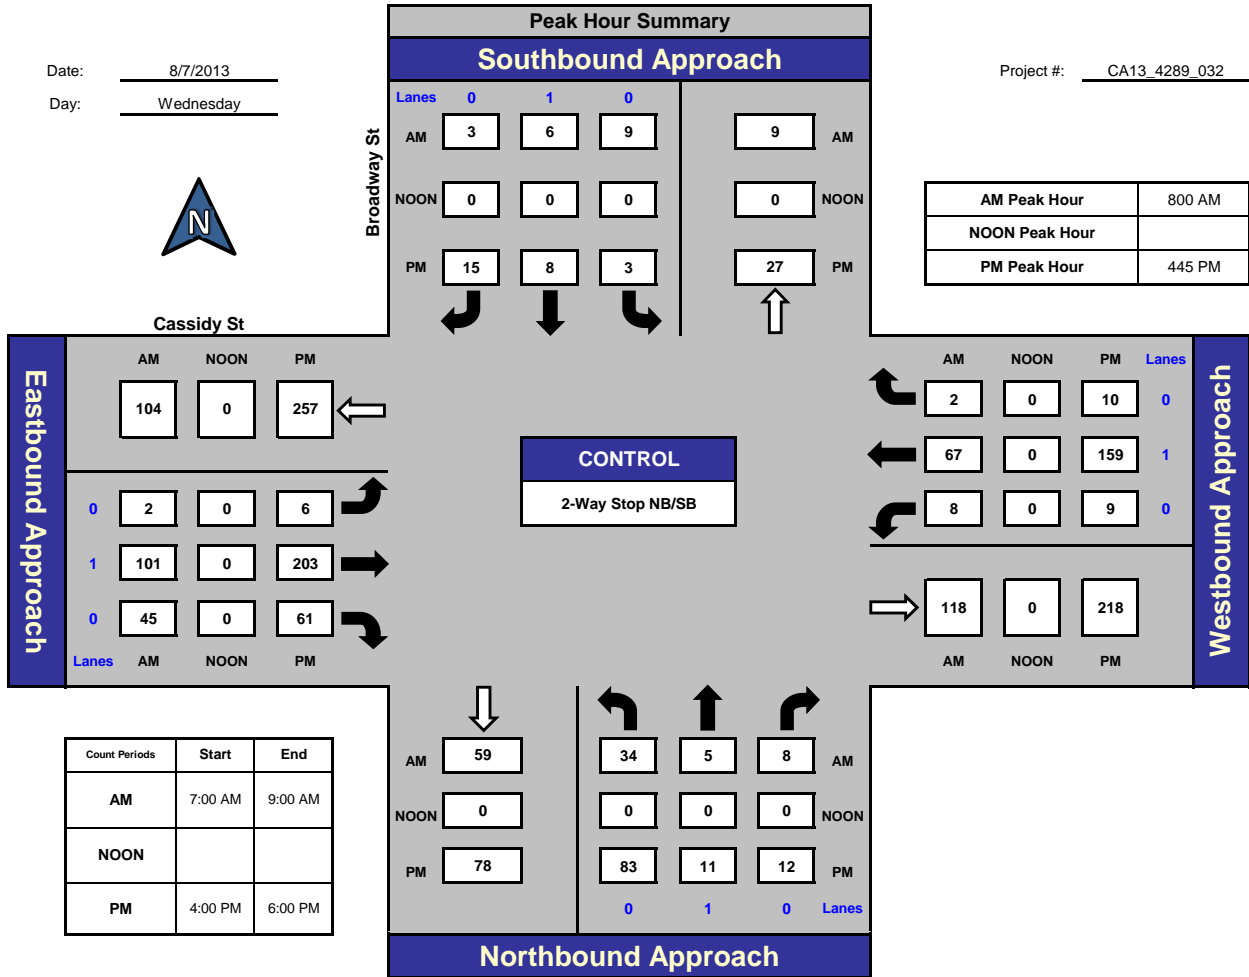 Peak Hour Summary
Southbound Approach
Date: 8/7/2013
Project #: CA13_4289_032
Day: Wednesday
Lanes 0 1 0
AM 3 6 9 9 AM
Broadway St
N
NOON 0 0 0 0 NOON
AM Peak Hour 800 AM
NOON Peak Hour
PM Peak Hour 445 PM
PM 15 8 3 27 PM
Cassidy St
Eastbound Approach
AM NOON PM
104 0 257
0 2 0 6
1 101 0 203
0 45 0 61
Lanes AM NOON PM
CONTROL
2-Way Stop NB/SB
AM NOON PM Lanes
2 0 10 0
67 0 159 1
8 0 9 0
118 0 218
AM NOON PM
Westbound Approach
Count Periods Start End
AM 7:00 AM 9:00 AM
NOON
PM 4:00 PM 6:00 PM
AM 59 34 5 8 AM
NOON 0 0 0 0 NOON
PM 78 83 11 12 PM
0 1 0 Lanes
Northbound Approach